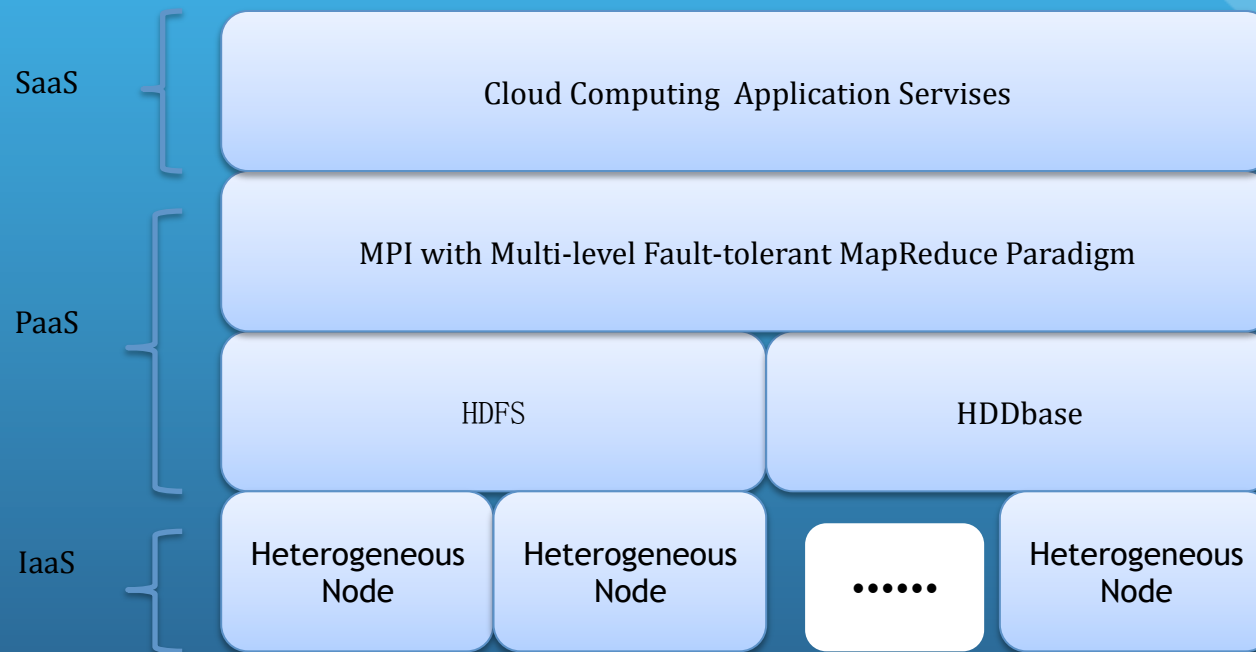 SaaS
Cloud Computing  Application Servises
MPI with Multi-level Fault-tolerant MapReduce Paradigm
PaaS
HDFS
HDDbase
IaaS
Heterogeneous
Node
Heterogeneous
Node
••••••
Heterogeneous
Node